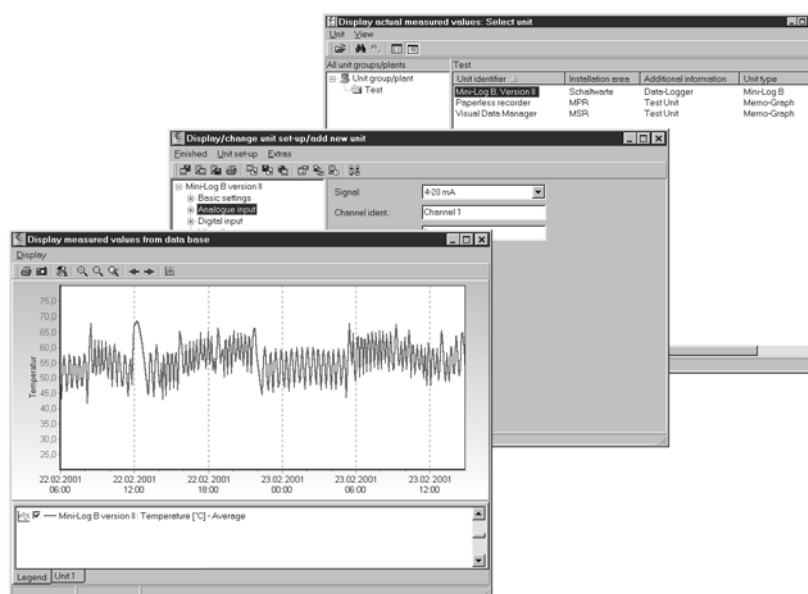 Display actual measured values: Select unit
Unit View
All unit groups/plants Test
Unit group/plant
Test
Unit identifier Installation area Additional information Unit type
Mini-Log B, Version II Schaltwarte Data-Logger Mini-Log B
Paperless recorder MPR Test Unit Memo-Graph
Visual Data Manager MSR Test Unit Memo-Graph
Display/change unit set-up/add new unit
Finished Unit set-up Extras
Mini-Log B version II
Basic settings
Analogue input
Digital input
Signal: 4-20 mA
Channel ident.: Channel 1
Display measured values from data base
Display
Temperatur
75,0
70,0
65,0
60,0
55,0
50,0
45,0
40,0
35,0
30,0
25,0
22.02.2001 22.02.2001 22.02.2001 23.02.2001 23.02.2001 23.02.2001
06:00 12:00 18:00 00:00 06:00 12:00
Mini-Log B version II : Temperature [°C] - Average
Legend Unit 1